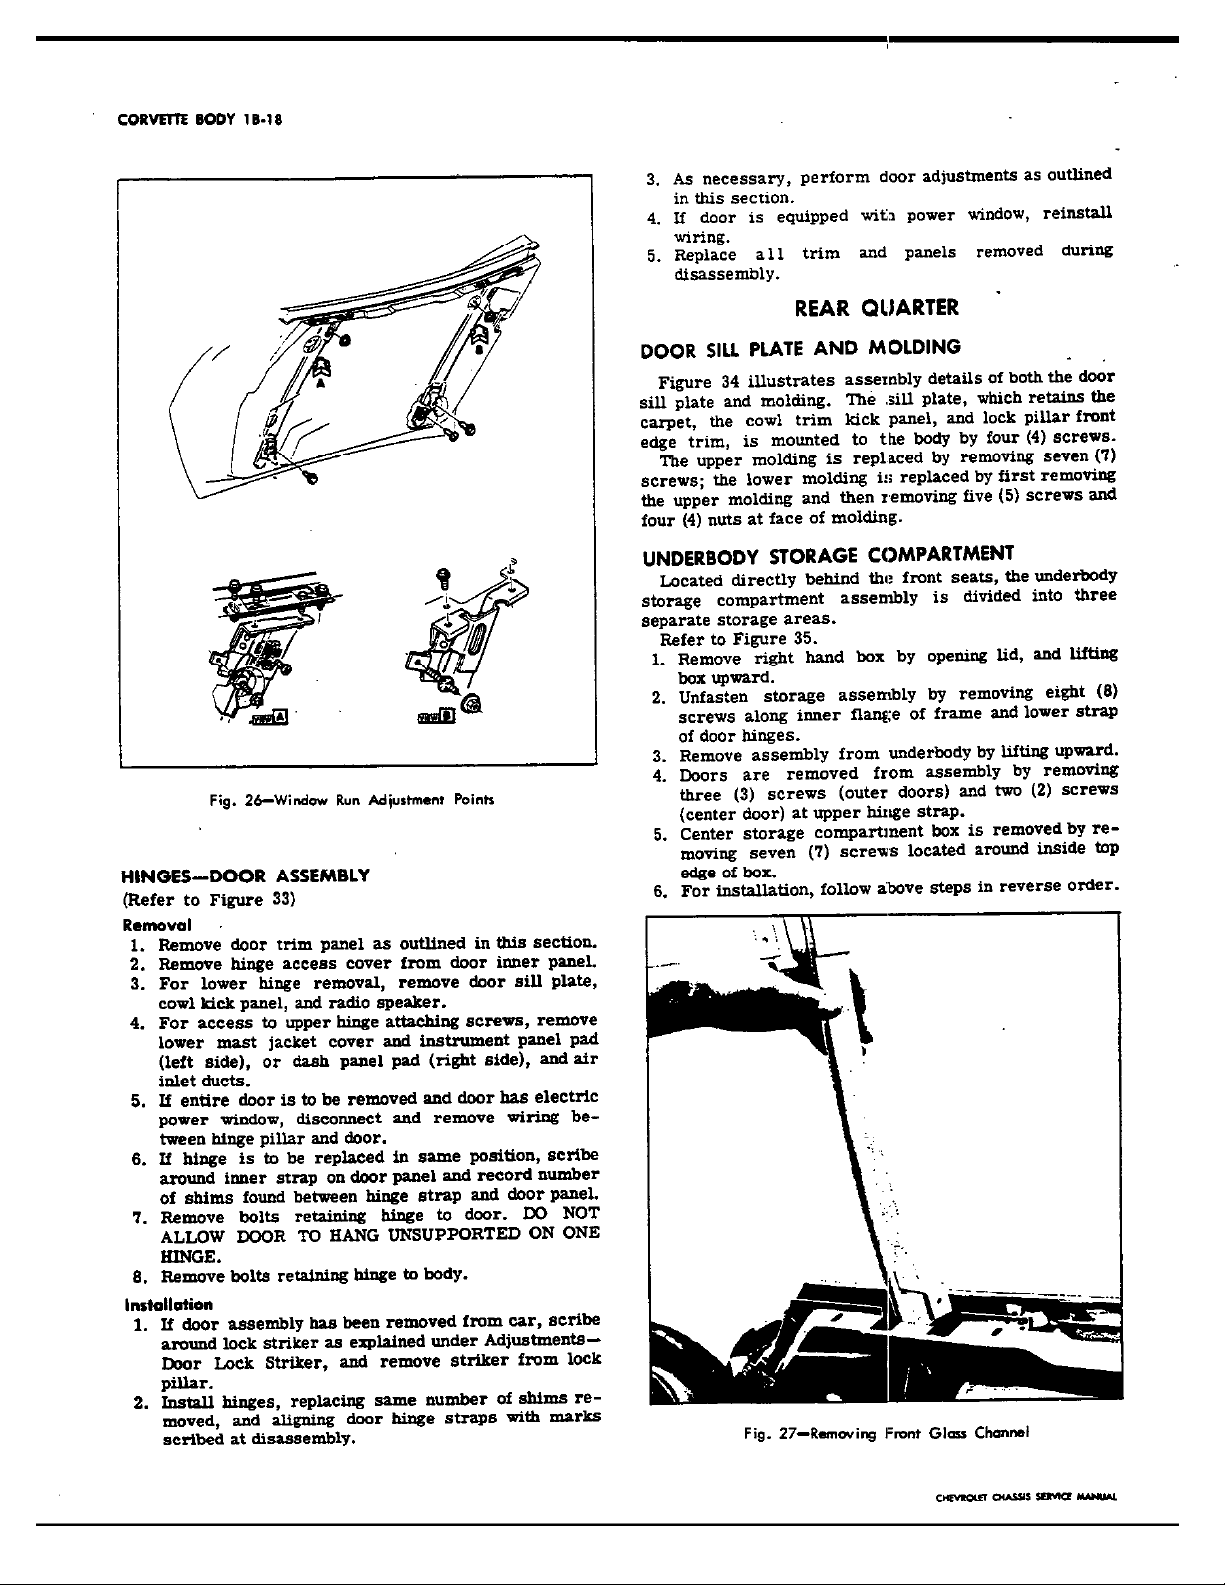 CORVETTE BODY 1B-18
A
B
VIEW A
VIEW B
Fig. 26—Window Run Adjustment Points
HINGES—DOOR ASSEMBLY
(Refer to Figure 33)
Removal
1. Remove door trim panel as outlined in this section.
2. Remove hinge access cover from door inner panel.
3. For lower hinge removal, remove door sill plate,
cowl kick panel, and radio speaker.
4. For access to upper hinge attaching screws, remove
lower mast jacket cover and instrument panel pad
(left side), or dash panel pad (right side), and air
inlet ducts.
5. If entire door is to be removed and door has electric
power window, disconnect and remove wiring be-
tween hinge pillar and door.
6. If hinge is to be replaced in same position, scribe
around inner strap on door panel and record number
of shims found between hinge strap and door panel.
7. Remove bolts retaining hinge to door. DO NOT
ALLOW DOOR TO HANG UNSUPPORTED ON ONE
HINGE.
8. Remove bolts retaining hinge to body.
Installation
1. If door assembly has been removed from car, scribe
around lock striker as explained under Adjustments—
Door Lock Striker, and remove striker from lock
pillar.
2. Install hinges, replacing same number of shims re-
moved, and aligning door hinge straps with marks
scribed at disassembly.
3. As necessary, perform door adjustments as outlined
in this section.
4. If door is equipped with power window, reinstall
wiring.
5. Replace all trim and panels removed during
disassembly.
REAR QUARTER
DOOR SILL PLATE AND MOLDING
Figure 34 illustrates assembly details of both the door
sill plate and molding. The sill plate, which retains the
carpet, the cowl trim kick panel, and lock pillar front
edge trim, is mounted to the body by four (4) screws.
The upper molding is replaced by removing seven (7)
screws; the lower molding is replaced by first removing
the upper molding and then removing five (5) screws and
four (4) nuts at face of molding.
UNDERBODY STORAGE COMPARTMENT
Located directly behind the front seats, the underbody
storage compartment assembly is divided into three
separate storage areas.
Refer to Figure 35.
1. Remove right hand box by opening lid, and lifting
box upward.
2. Unfasten storage assembly by removing eight (8)
screws along inner flange of frame and lower strap
of door hinges.
3. Remove assembly from underbody by lifting upward.
4. Doors are removed from assembly by removing
three (3) screws (outer doors) and two (2) screws
(center door) at upper hinge strap.
5. Center storage compartment box is removed by re-
moving seven (7) screws located around inside top
edge of box.
6. For installation, follow above steps in reverse order.
Fig. 27—Removing Front Glass Channel
CHEVROLET CHASSIS SERVICE MANUAL